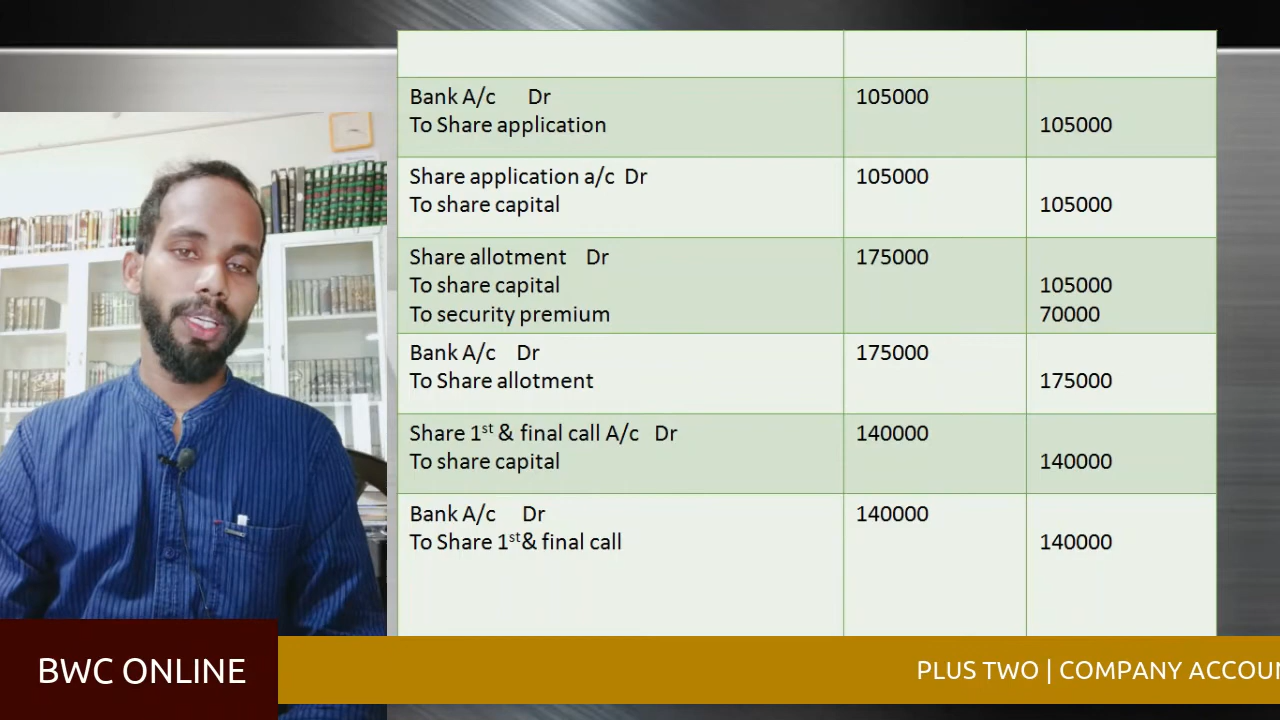 Bank A/c Dr 105000
To Share application 105000
Share application a/c Dr 105000
To share capital 105000
Share allotment Dr 175000
To share capital 105000
To security premium 70000
Bank A/c Dr 175000
To Share allotment 175000
Share 1st & final call A/c Dr 140000
To share capital 140000
Bank A/c Dr 140000
To Share 1st& final call 140000
BWC ONLINE
PLUS TWO | COMPANY ACCOUN